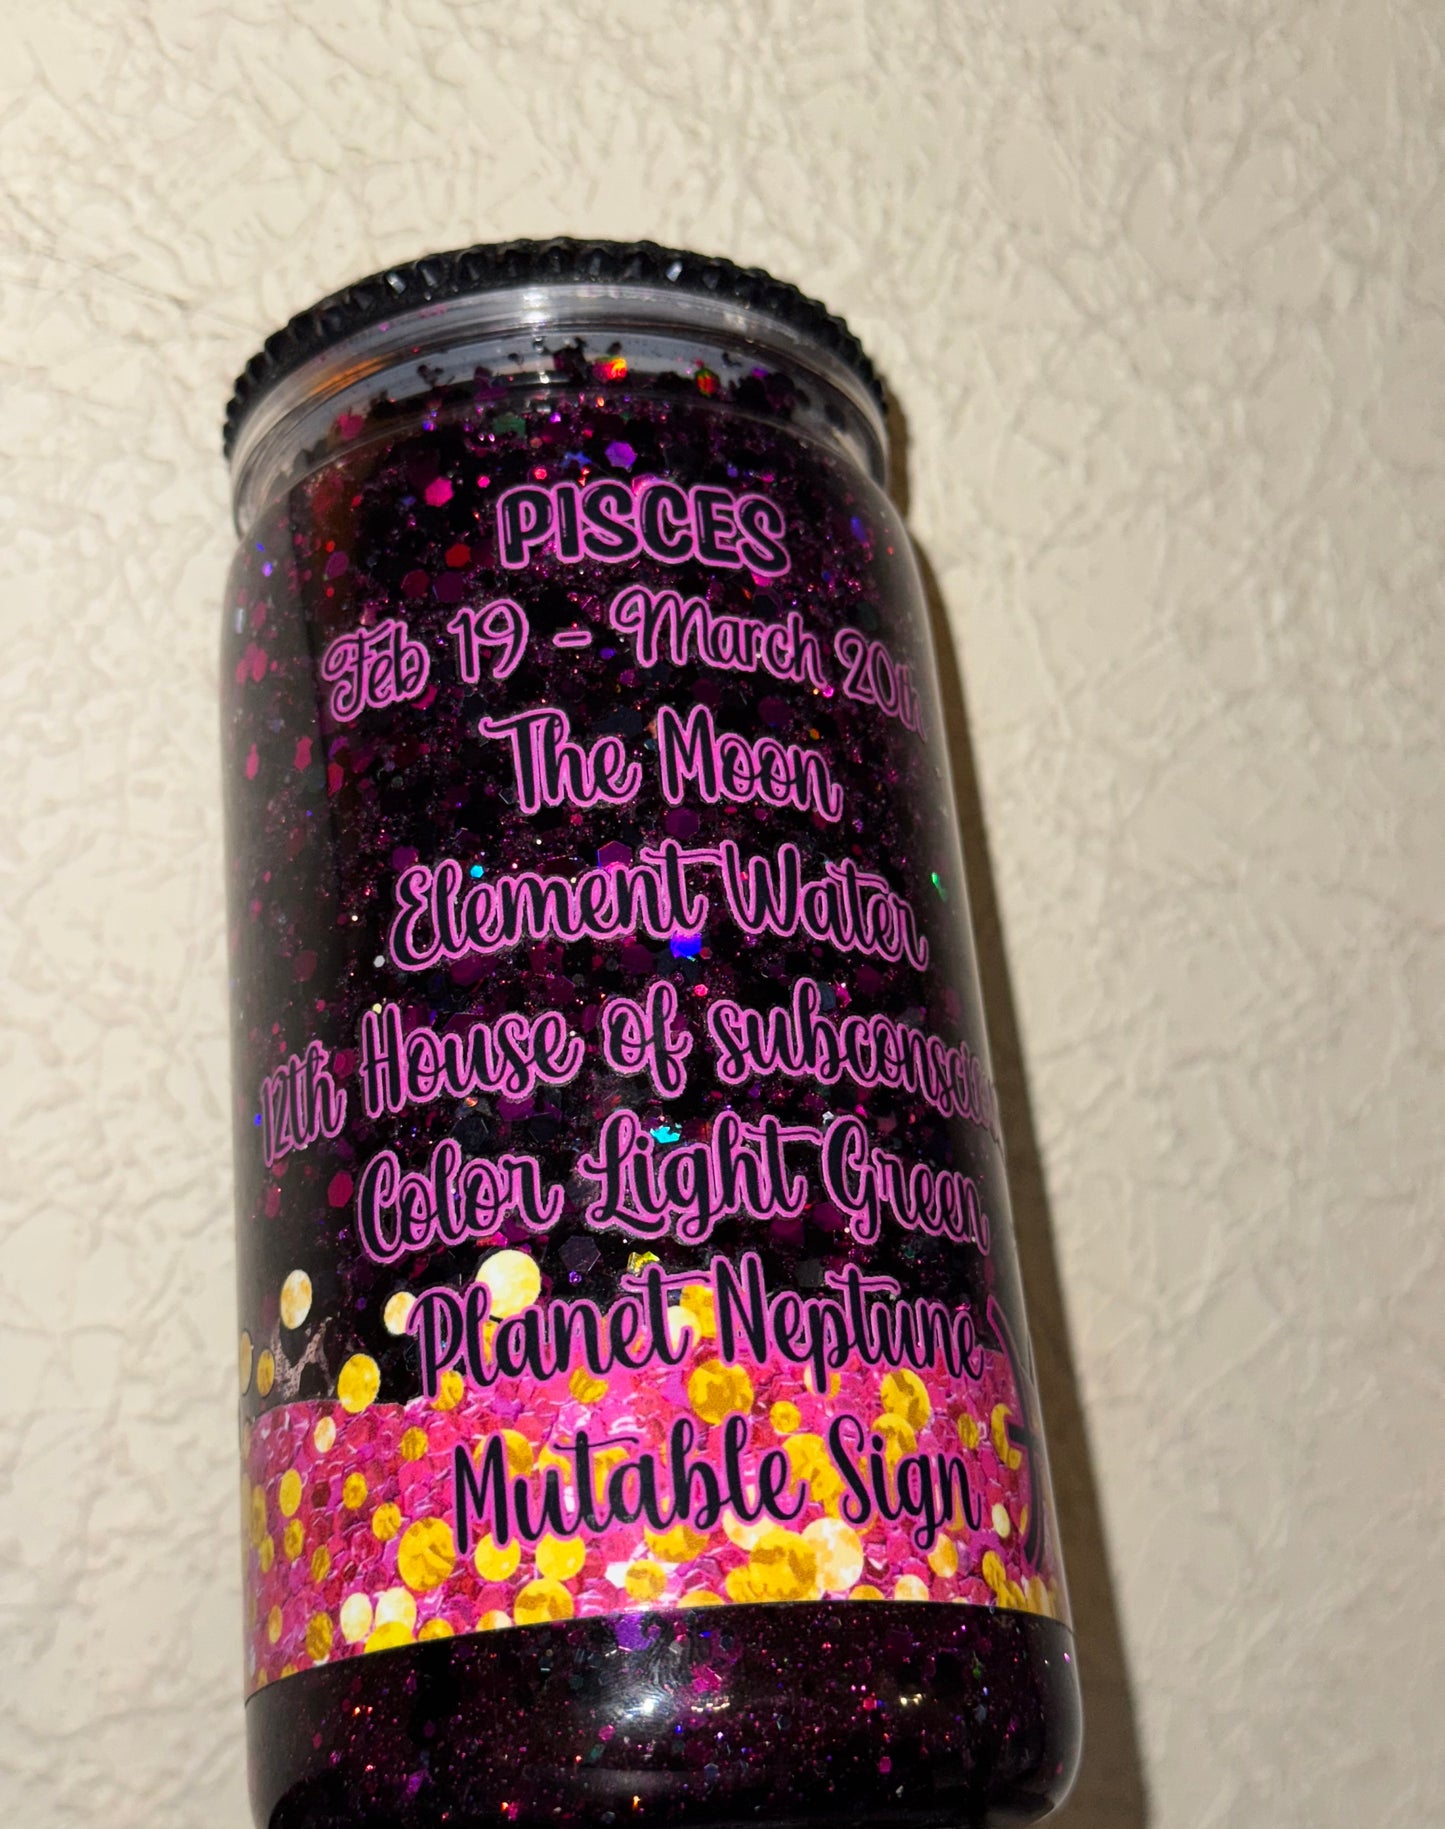 PISCES
Feb 19 - March 20th
The Moon
Element Water
12th House of
Color Light Green
Planet Neptune
Mutable Sign